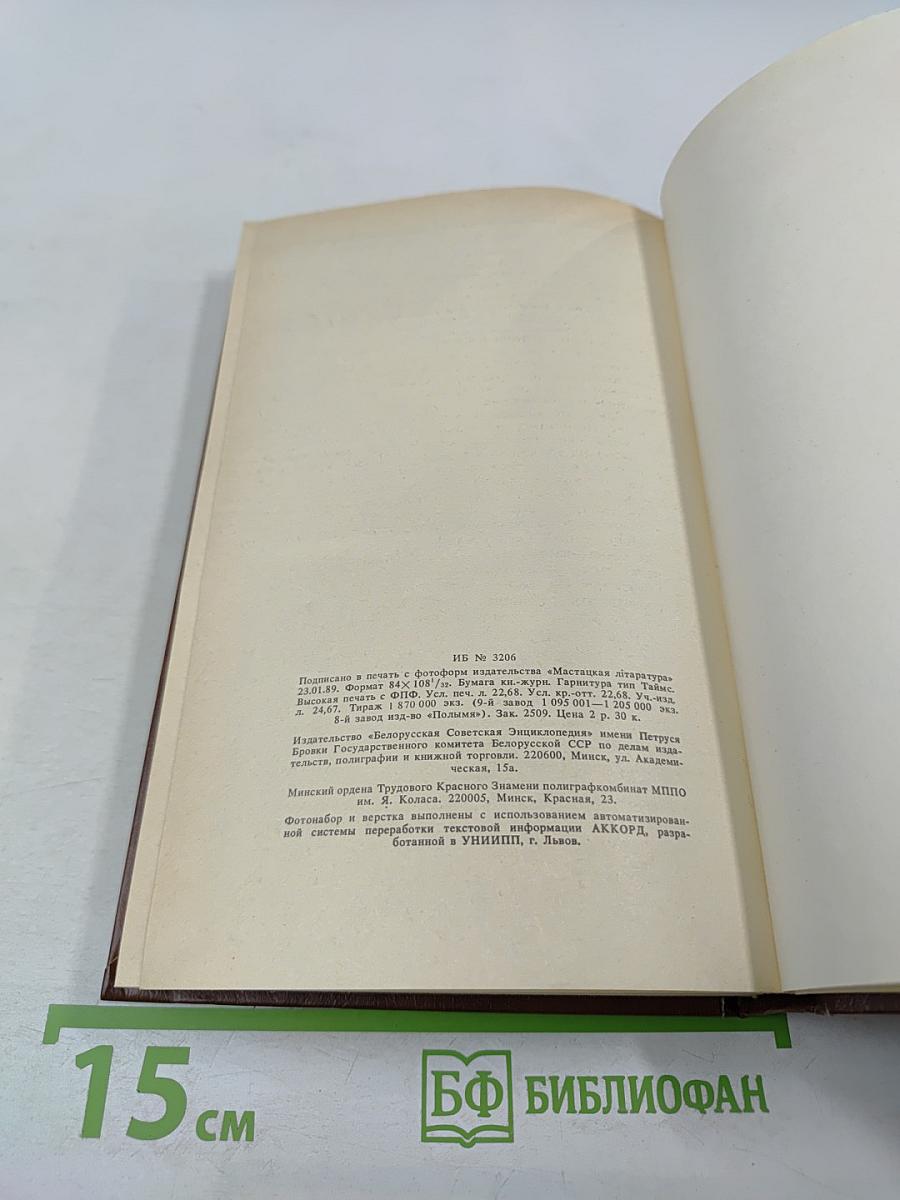 ИБ № 3206
Подписано в печать с фотоформ издательства «Мастацкая літаратура»
23.01.89. Формат 84×108¹/₃₂. Бумага кн.-журн. Гарнитура тип Таймс.
Высокая печать с ФПФ. Усл. печ. л. 22,68. Усл. кр.-отт. 22,68. Уч.-изд.
л. 24,67. Тираж 1 870 000 экз. (9-й завод 1 095 001—1 205 000 экз.
8-й завод изд-во «Полымя»). Зак. 2509. Цена 2 р. 30 к.
Издательство «Белорусская Советская Энциклопедия» имени Петруся
Бровки Государственного комитета Белорусской ССР по делам изда-
тельств, полиграфии и книжной торговли. 220600, Минск, ул. Академи-
ческая, 15а.
Минский ордена Трудового Красного Знамени полиграфкомбинат МППО
им. Я. Коласа. 220005, Минск, Красная, 23.
Фотонабор и верстка выполнены с использованием автоматизирован-
ной системы переработки текстовой информации АККОРД, разра-
ботанной в УНИИПП, г. Львов.
15 см
БФ БИБЛИОФАН